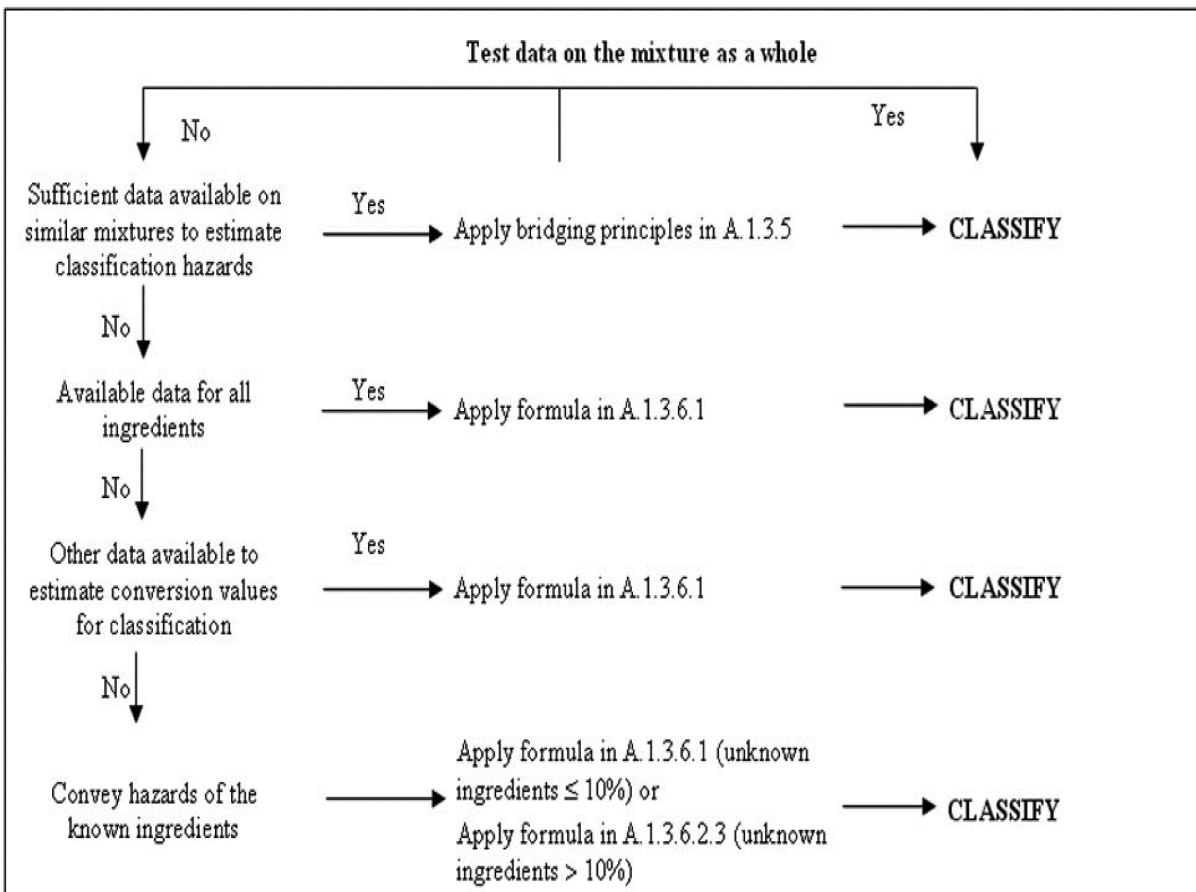 Test data on the mixture as a whole
No
Yes
Sufficient data available on
similar mixtures to estimate
classification hazards
Yes
Apply bridging principles in A.1.3.5
CLASSIFY
No
Available data for all
ingredients
Yes
Apply formula in A.1.3.6.1
CLASSIFY
No
Other data available to
estimate conversion values
for classification
Yes
Apply formula in A.1.3.6.1
CLASSIFY
No
Convey hazards of the
known ingredients
Apply formula in A.1.3.6.1 (unknown
ingredients ≤ 10%) or
Apply formula in A.1.3.6.2.3 (unknown
ingredients > 10%)
CLASSIFY